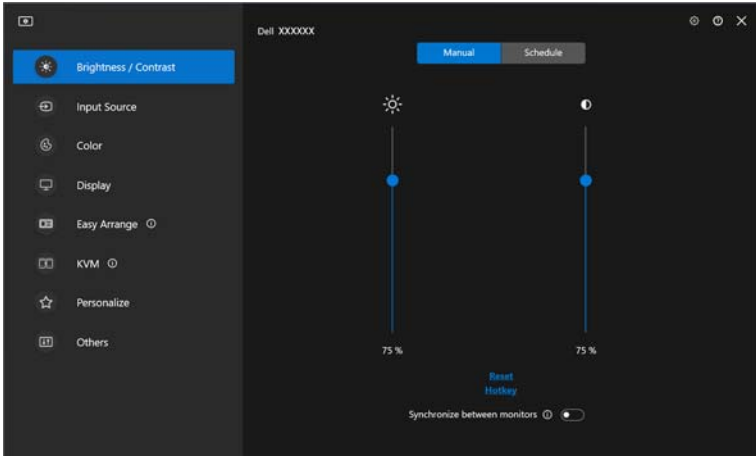 Dell XXXXXX
Manual
Schedule
Brightness / Contrast
Input Source
Color
Display
Easy Arrange
KVM
Personalize
Others
75 %
75 %
Reset
Hotkey
Synchronize between monitors